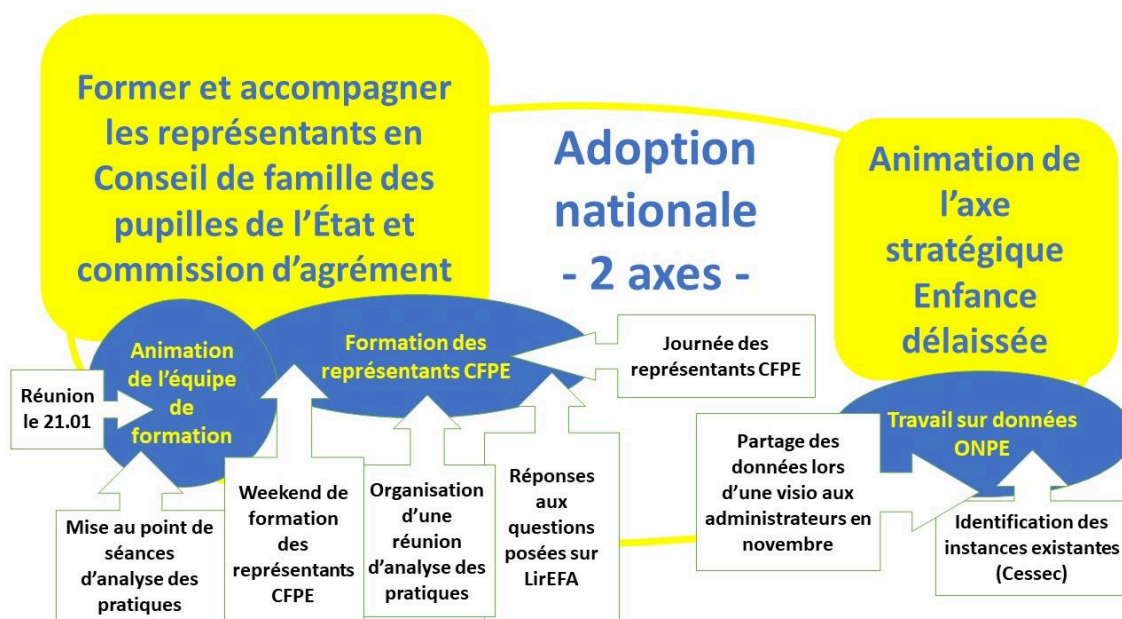 Former et accompagner
les représentants en
Conseil de famille des
pupilles de l'État et
commission d'agrément
Adoption
nationale
- 2 axes -
Animation de
l'axe
stratégique
Enfance
délaissée
Animation
de l'équipe
de
formation
Formation des
représentants CFPE
Journée des
représentants CFPE
Réunion
le 21.01
Mise au point de
séances
d'analyse des
pratiques
Weekend de
formation
des
représentants
CFPE
Organisation
d'une
réunion
d'analyse des
pratiques
Réponses
aux
questions
posées sur
LirEFA
Travail sur données
ONPE
Partage des
données lors
d'une visio aux
administrateurs en
novembre
Identification des
instances existantes
(Cessec)